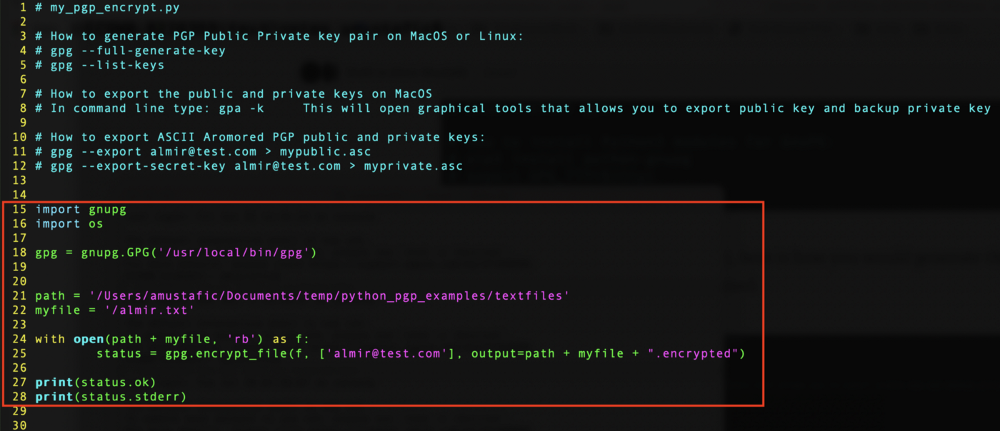 1 # my_pgp_encrypt.py
2
3 # How to generate PGP Public Private key pair on MacOS or Linux:
4 # gpg --full-generate-key
5 # gpg --list-keys
6
7 # How to export the public and private keys on MacOS
8 # In command line type: gpa -k     This will open graphical tools that allows you to export public key and backup private key
9
10 # How to export ASCII Aromored PGP public and private keys:
11 # gpg --export almir@test.com > mypublic.asc
12 # gpg --export-secret-key almir@test.com > myprivate.asc
13
14
15 import gnupg
16 import os
17
18 gpg = gnupg.GPG('/usr/local/bin/gpg')
19
20
21 path = '/Users/amustafic/Documents/temp/python_pgp_examples/textfiles'
22 myfile = '/almir.txt'
23
24 with open(path + myfile, 'rb') as f:
25         status = gpg.encrypt_file(f, ['almir@test.com'], output=path + myfile + ".encrypted")
26
27 print(status.ok)
28 print(status.stderr)
29
30